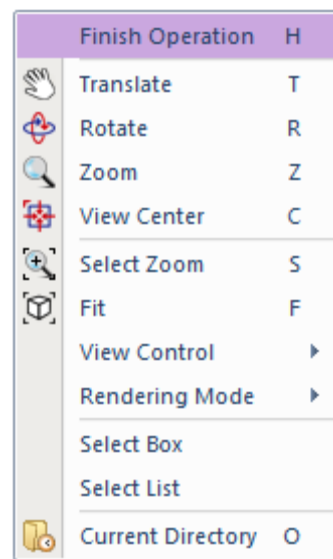 Finish Operation H
Translate T
Rotate R
Zoom Z
View Center C
Select Zoom S
Fit F
View Control
Rendering Mode
Select Box
Select List
Current Directory O